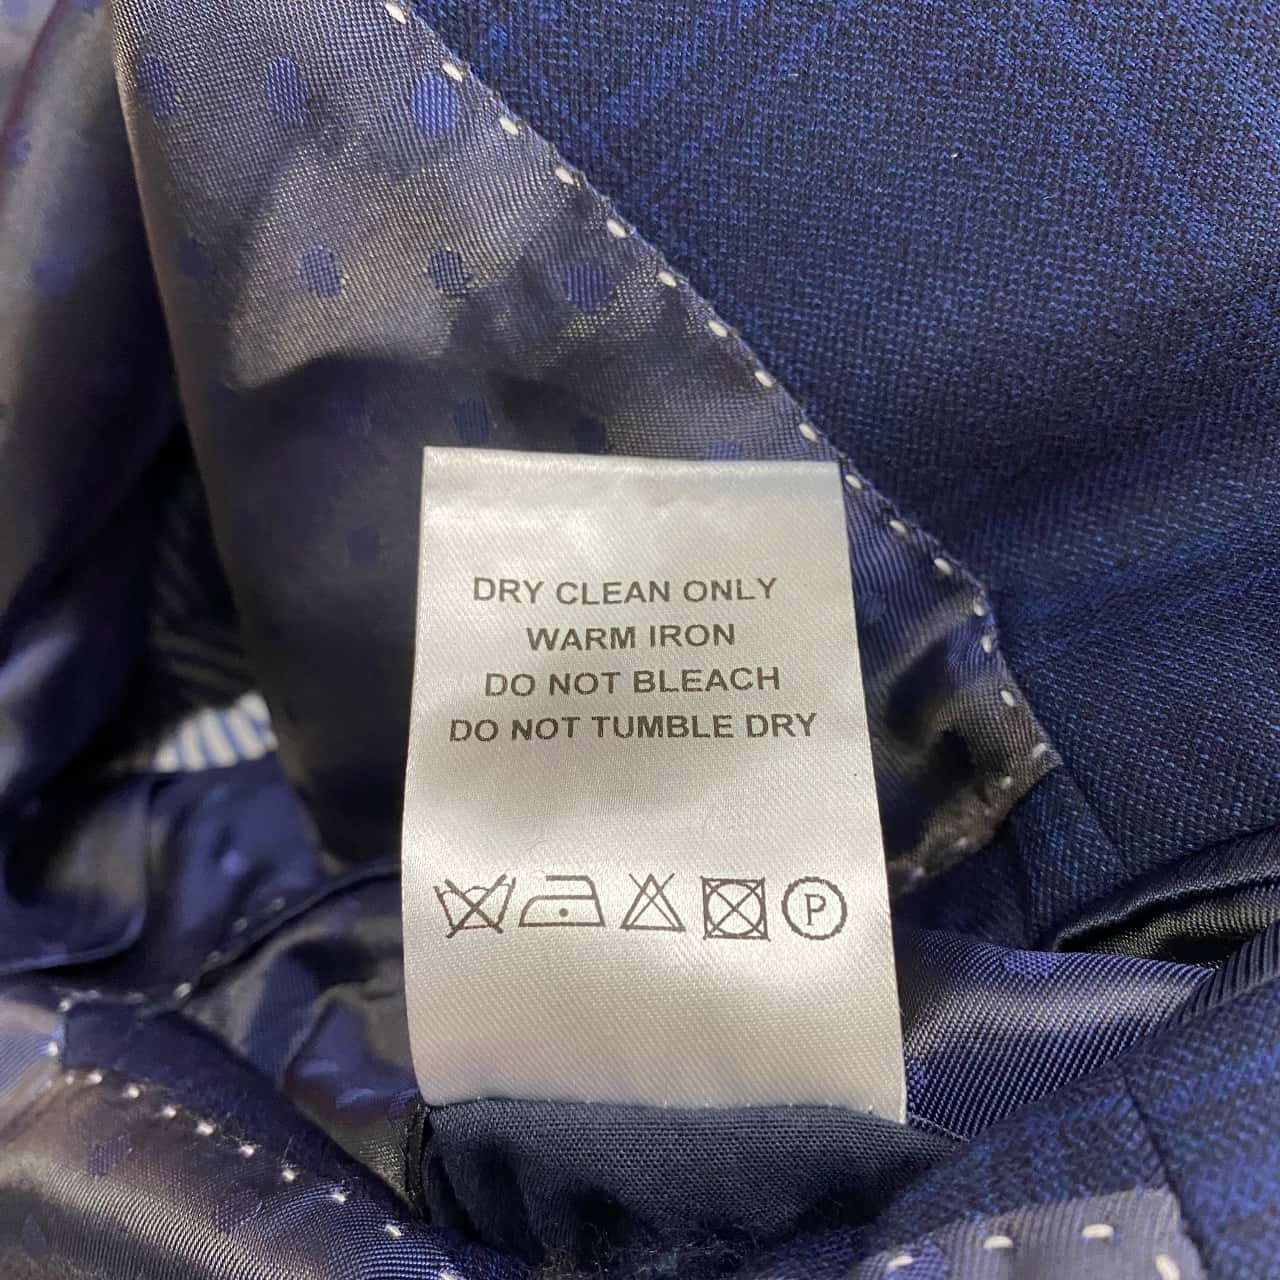 DRY CLEAN ONLY
WARM IRON
DO NOT BLEACH
DO NOT TUMBLE DRY
P